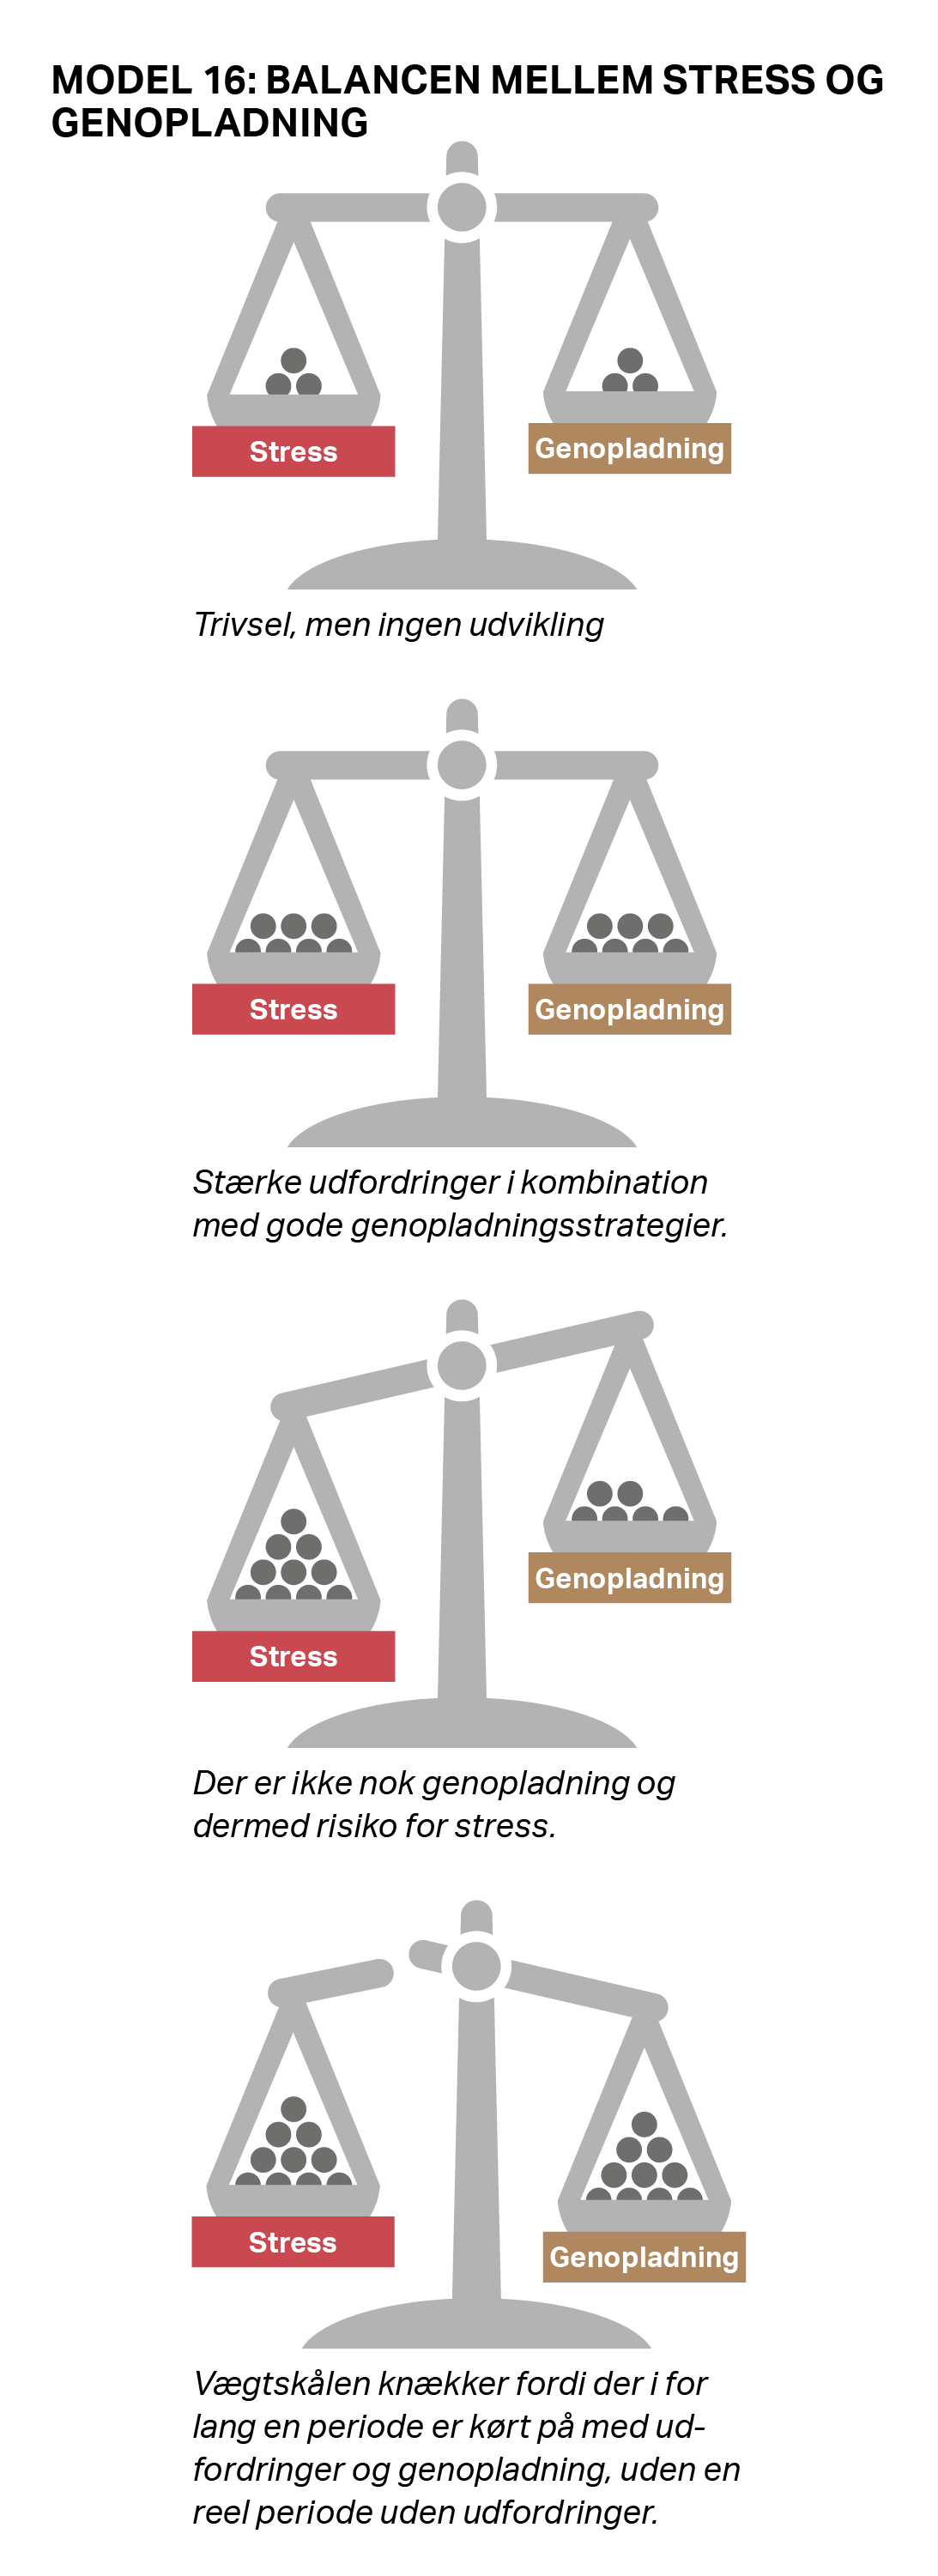 MODEL 16: BALANCEN MELLEM STRESS OG
GENOPLADNING
Stress
Genopladning
Trivsel, men ingen udvikling
Stress
Genopladning
Stærke udfordringer i kombination
med gode genopladningsstrategier.
Genopladning
Stress
Der er ikke nok genopladning og
dermed risiko for stress.
Stress
Genopladning
Vægtskålen knækker fordi der i for
lang en periode er kørt på med ud-
fordringer og genopladning, uden en
reel periode uden udfordringer.